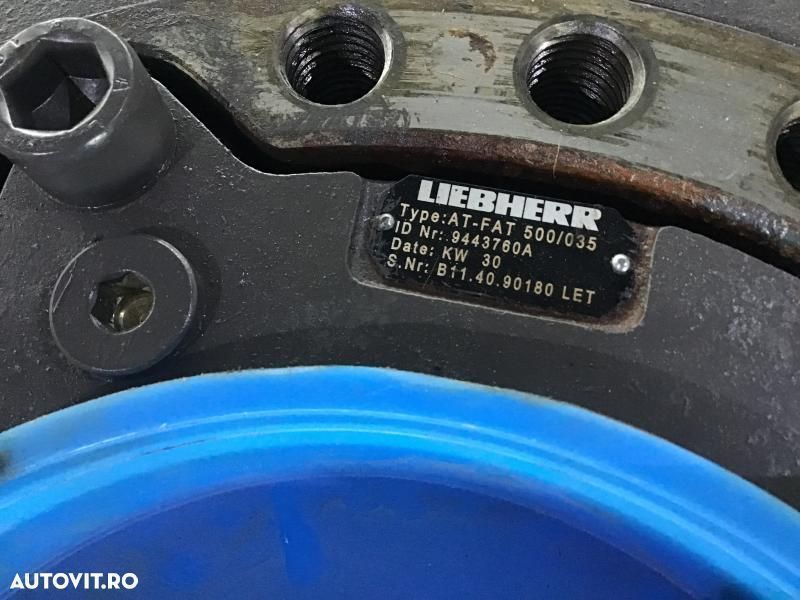 LIEBHERR
Type:AT-FAT 500/035
ID Nr: 9443760A
Date: KW 30
S.Nr: B11.40.90180 LET
AUTOVIT.RO